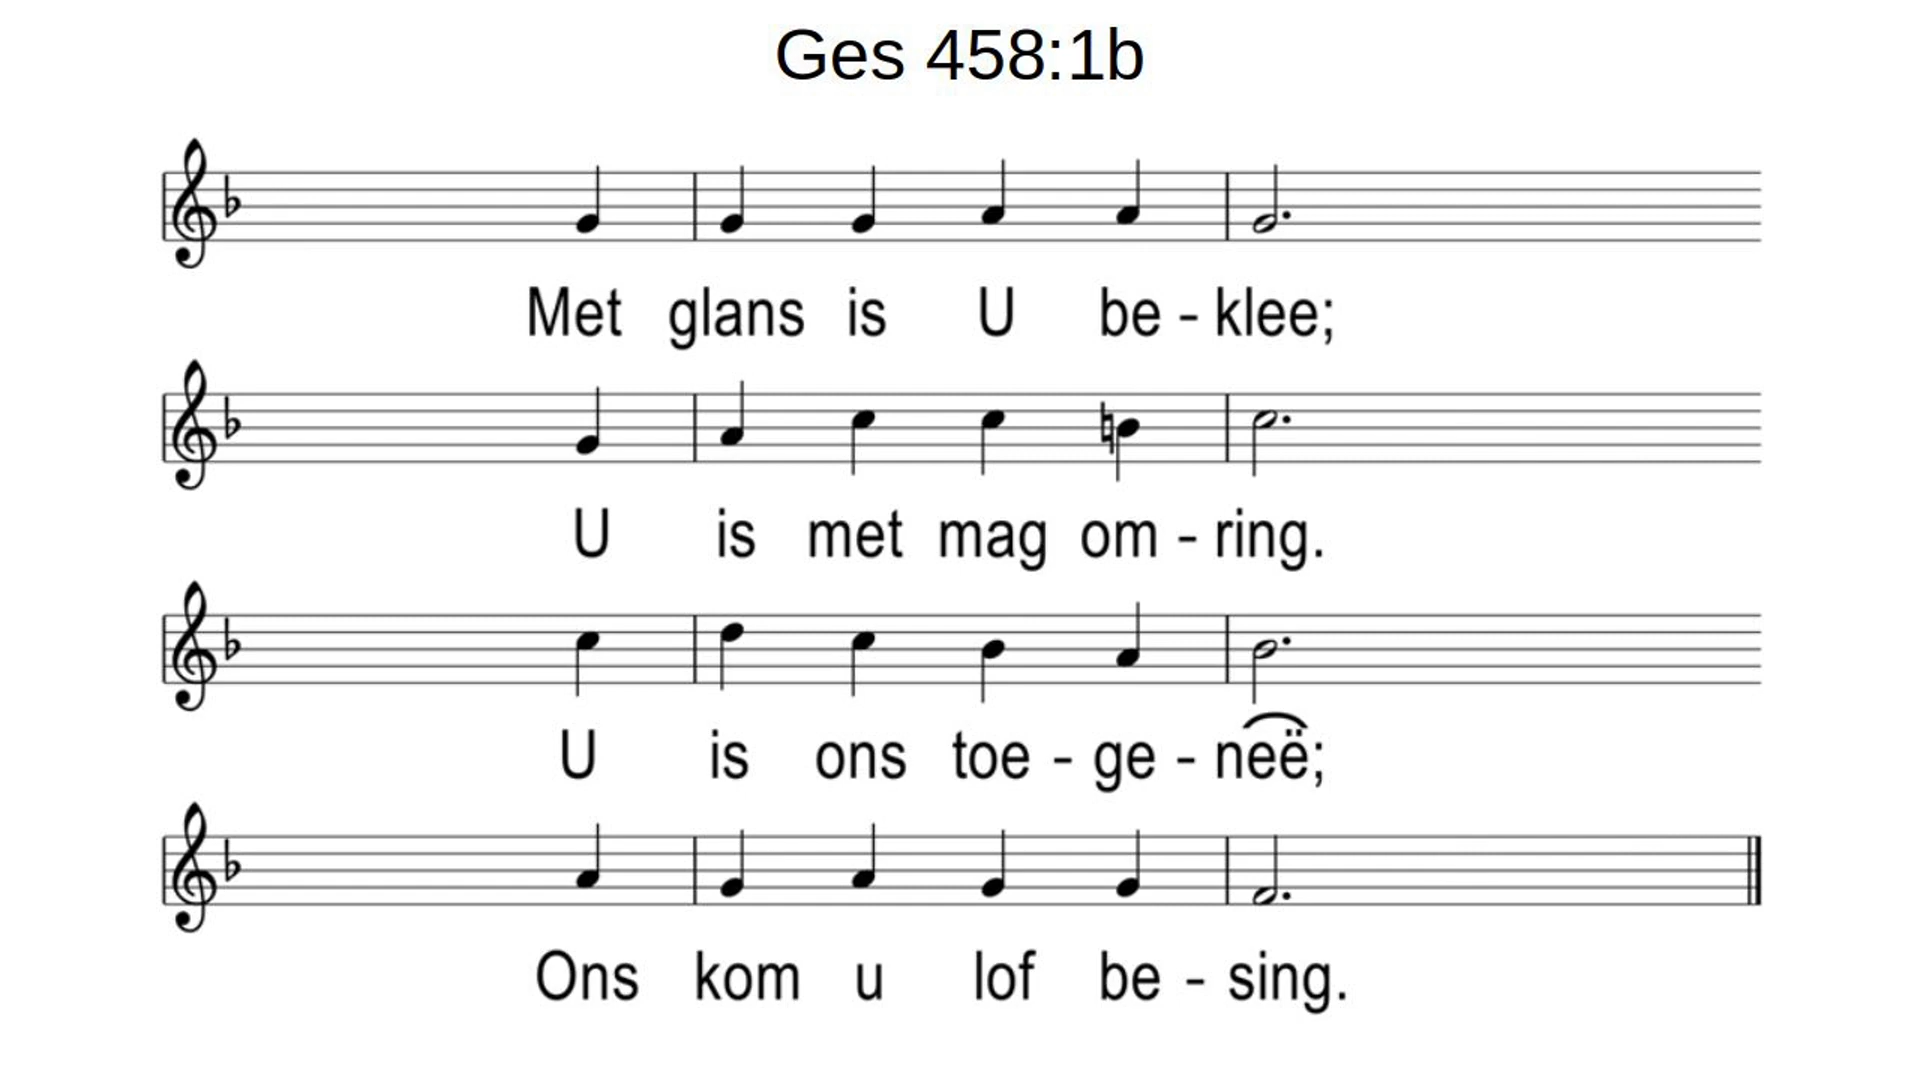 Ges 458:1b
Met glans is U be - klee;
U is met mag om - ring.
U is ons toe - ge - neë;
Ons kom u lof be - sing.